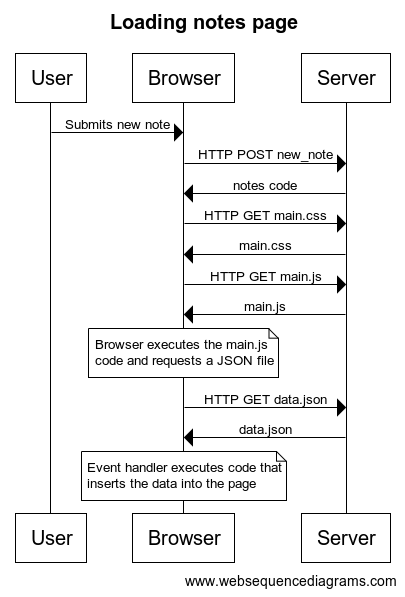 Loading notes page
User Browser Server
Submits new note
HTTP POST new_note
notes code
HTTP GET main.css
main.css
HTTP GET main.js
main.js
Browser executes the main.js
code and requests a JSON file
HTTP GET data.json
data.json
Event handler executes code that
inserts the data into the page
User Browser Server
www.websequencediagrams.com